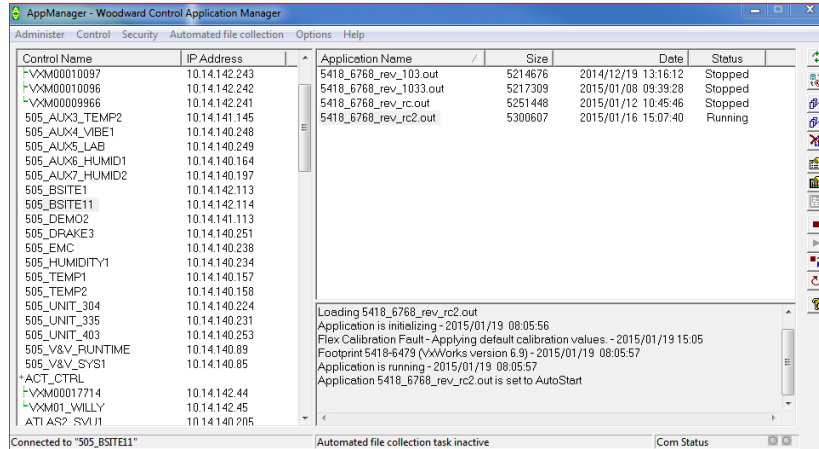 AppManager - Woodward Control Application Manager
Administer Control Security Automated file collection Options Help
Control Name IP Address
VXM00010097 10.14.142.243
VXM00010096 10.14.142.242
VXM00009966 10.14.142.241
505_AUX3_TEMP2 10.14.141.145
505_AUX4_VIBE1 10.14.140.248
505_AUX5_LAB 10.14.140.249
505_AUX6_HUMID1 10.14.140.164
505_AUX7_HUMID2 10.14.140.197
505_BSITE1 10.14.142.113
505_BSITE11 10.14.142.114
505_DEMO2 10.14.141.113
505_DRAKE3 10.14.140.251
505_EMC 10.14.140.238
505_HUMIDITY1 10.14.140.234
505_TEMP1 10.14.140.157
505_TEMP2 10.14.140.158
505_UNIT_304 10.14.140.224
505_UNIT_335 10.14.140.231
505_UNIT_403 10.14.140.253
505_V&V_RUNTIME 10.14.140.89
505_V&V_SYS1 10.14.140.85
+ACT_CTRL
VXM00017714 10.14.142.44
VXM01_WILLY 10.14.142.45
ATLAS2_SVU1 10.14.140.205
Application Name Size Date Status
5418_6768_rev_103.out 5214676 2014/12/19 13:16:12 Stopped
5418_6768_rev_1033.out 5217309 2015/01/08 09:39:28 Stopped
5418_6768_rev_rc.out 5251448 2015/01/12 10:45:46 Stopped
5418_6768_rev_rc2.out 5300607 2015/01/16 15:07:40 Running
Loading 5418_6768_rev_rc2.out
Application is initializing - 2015/01/19 08:05:56
Flex Calibration Fault - Applying default calibration values. - 2015/01/19 15:05
Footprint 5418-6479 (VxWorks version 6.9) - 2015/01/19 08:05:57
Application is running - 2015/01/19 08:05:57
Application 5418_6768_rev_rc2.out is set to AutoStart
Connected to "505_BSITE11" Automated file collection task inactive Com Status